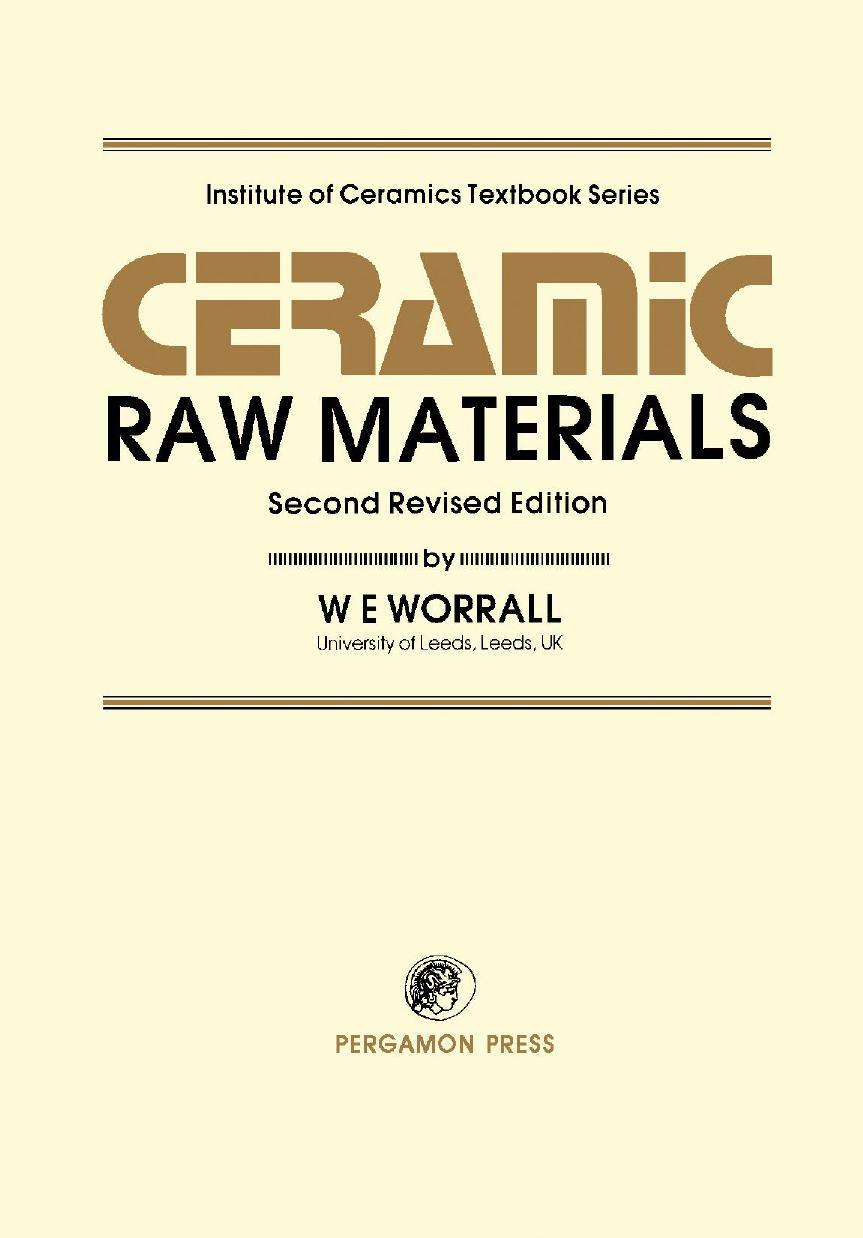 Institute of Ceramics Textbook Series
CERAMiC
RAW MATERIALS
Second Revised Edition
by
W E WORRALL
University of Leeds, Leeds, UK
PERGAMON PRESS